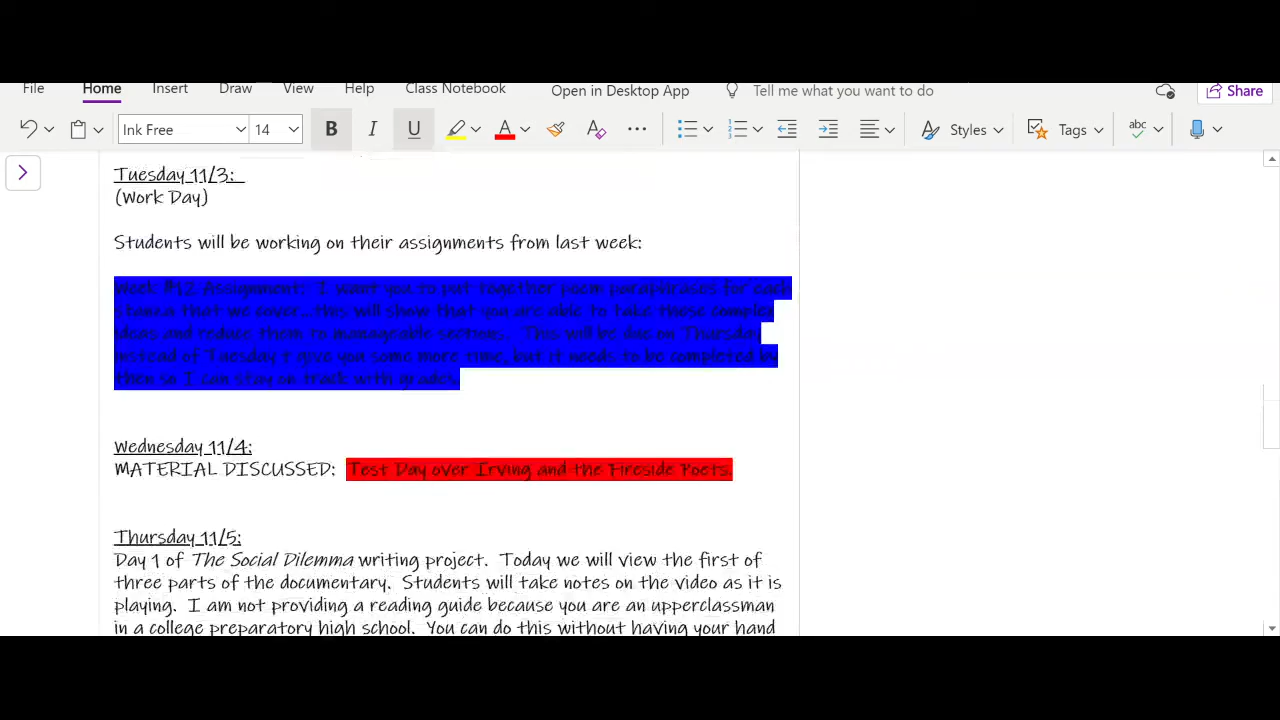 File Home Insert Draw View Help Class Notebook Open in Desktop App Tell me what you want to do Share
Ink Free 14 B I U A Styles Tags abc
Tuesday 11/3:
(Work Day)
Students will be working on their assignments from last week:
Week #12 Assignment: I want you to put together poem paraphrases for each
stanza that we cover...this will show that you are able to take these complex
ideas and reduce them to manageable sections. This will be due on Thursday
instead of Tuesday t give you some more time, but it needs to be completed by
then so I can stay on track with grades.
Wednesday 11/4:
MATERIAL DISCUSSED: Test Day over Irving and the Fireside Poets.
Thursday 11/5:
Day 1 of The Social Dilemma writing project. Today we will view the first of
three parts of the documentary. Students will take notes on the video as it is
playing. I am not providing a reading guide because you are an upperclassman
in a college preparatory high school. You can do this without having your hand